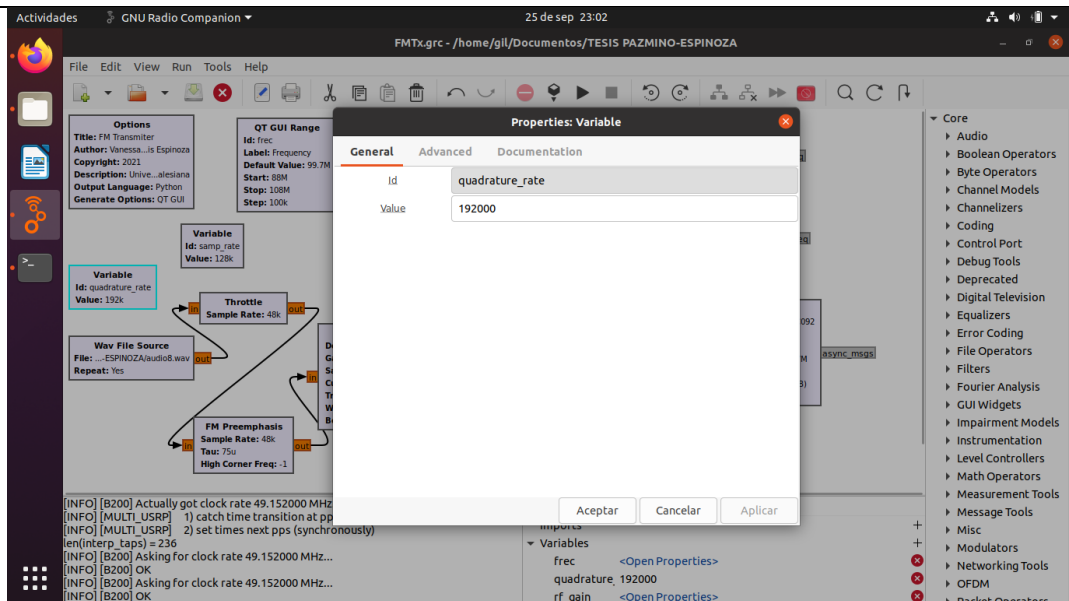 Actividades
GNU Radio Companion
25 de sep 23:02
FMTx.grc - /home/gil/Documentos/TESIS PAZMINO-ESPINOZA
File Edit View Run Tools Help
Options
Title: FM Transmiter
Author: Vanessa...is Espinoza
Copyright: 2021
Description: Unive...alesiana
Output Language: Python
Generate Options: QT GUI
QT GUI Range
Id: frec
Label: Frequency
Default Value: 99.7M
Start: 88M
Stop: 108M
Step: 100k
Variable
Id: samp_rate
Value: 128k
Variable
Id: quadrature_rate
Value: 192k
Throttle
Sample Rate: 48k
in
out
Wav File Source
File: ...-ESPINOZA/audio8.wav
Repeat: Yes
out
in
FM Preemphasis
Sample Rate: 48k
Tau: 75u
High Corner Freq: -1
in
out
async_msgs
Properties: Variable
General Advanced Documentation
Id
quadrature_rate
Value
192000
Aceptar Cancelar Aplicar
[INFO] [B200] Actually got clock rate 49.152000 MHz
[INFO] [MULTI_USRP] 1) catch time transition at pp
[INFO] [MULTI_USRP] 2) set times next pps (synchronously)
len(interp_taps) = 236
[INFO] [B200] Asking for clock rate 49.152000 MHz...
[INFO] [B200] OK
[INFO] [B200] Asking for clock rate 49.152000 MHz...
[INFO] [B200] OK
Imports
Variables
frec <Open Properties>
quadrature_ 192000
rf_gain <Open Properties>
Core
Audio
Boolean Operators
Byte Operators
Channel Models
Channelizers
Coding
Control Port
Debug Tools
Deprecated
Digital Television
Equalizers
Error Coding
File Operators
Filters
Fourier Analysis
GUI Widgets
Impairment Models
Instrumentation
Level Controllers
Math Operators
Measurement Tools
Message Tools
Misc
Modulators
Networking Tools
OFDM
Packet Operators